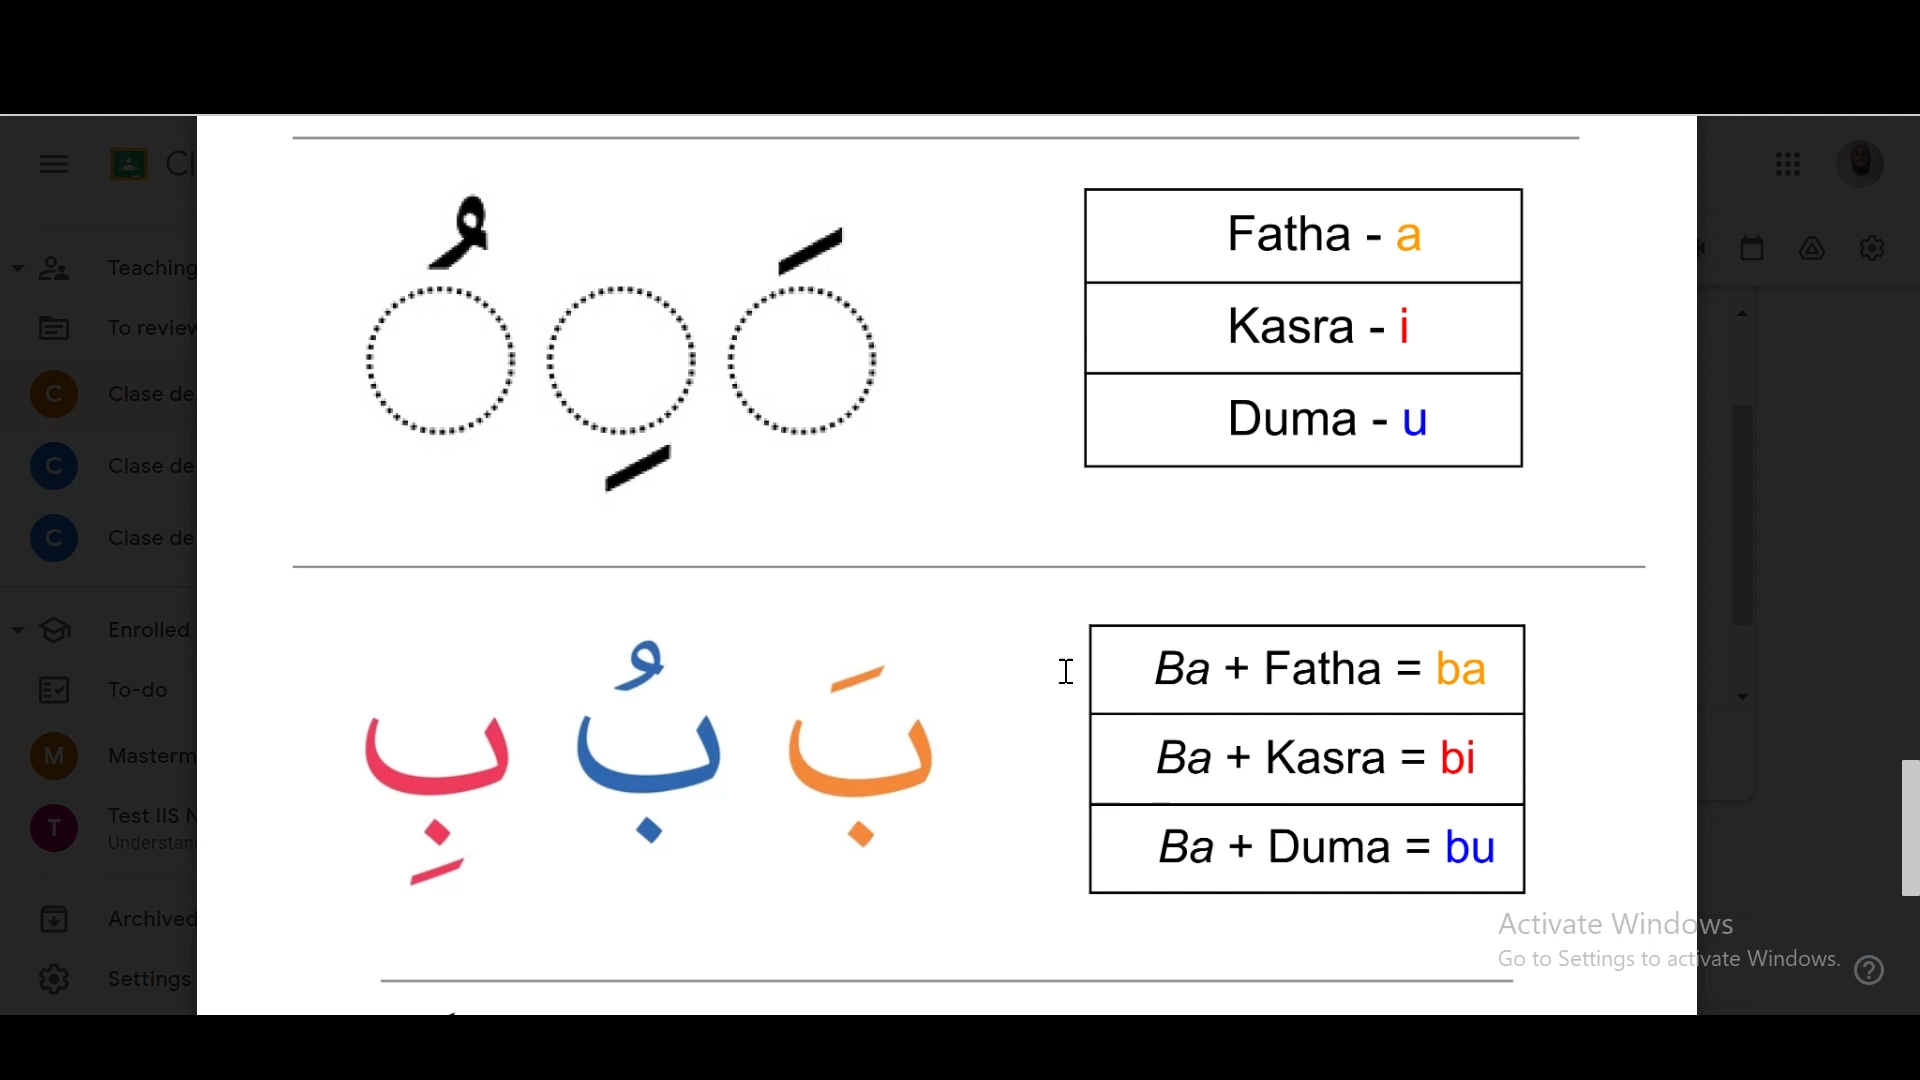 Cl
Teaching
To review
C
Clase de
C
Clase de
C
Clase de
Enrolled
To-do
M
Masterm
T
Test IIS N
Understan
Archived
Settings
Fatha - a
Kasra - i
Duma - u
بَ بُ بِ
Ba + Fatha = ba
Ba + Kasra = bi
Ba + Duma = bu
Activate Windows
Go to Settings to activate Windows.